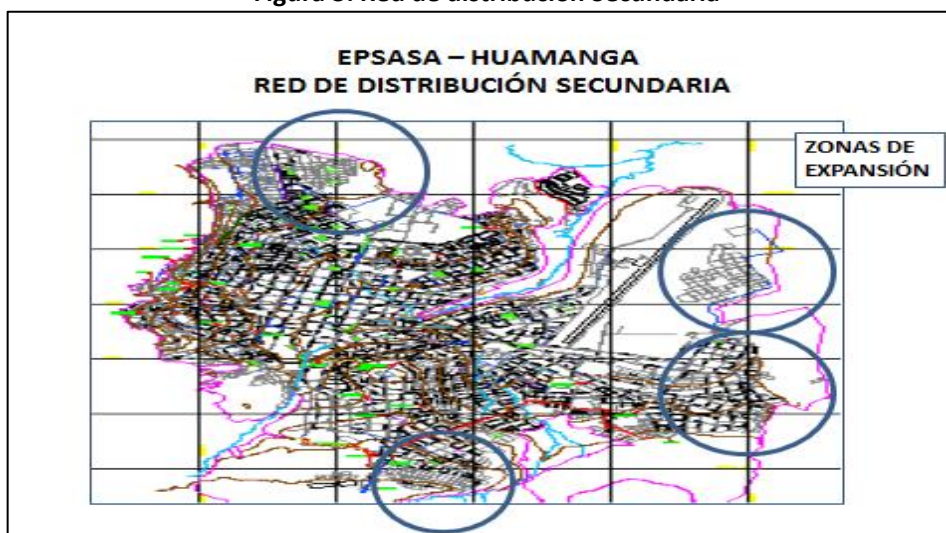 Figura 3. Red de distribución secundaria
EPSASA – HUAMANGA
RED DE DISTRIBUCIÓN SECUNDARIA
ZONAS DE
EXPANSIÓN